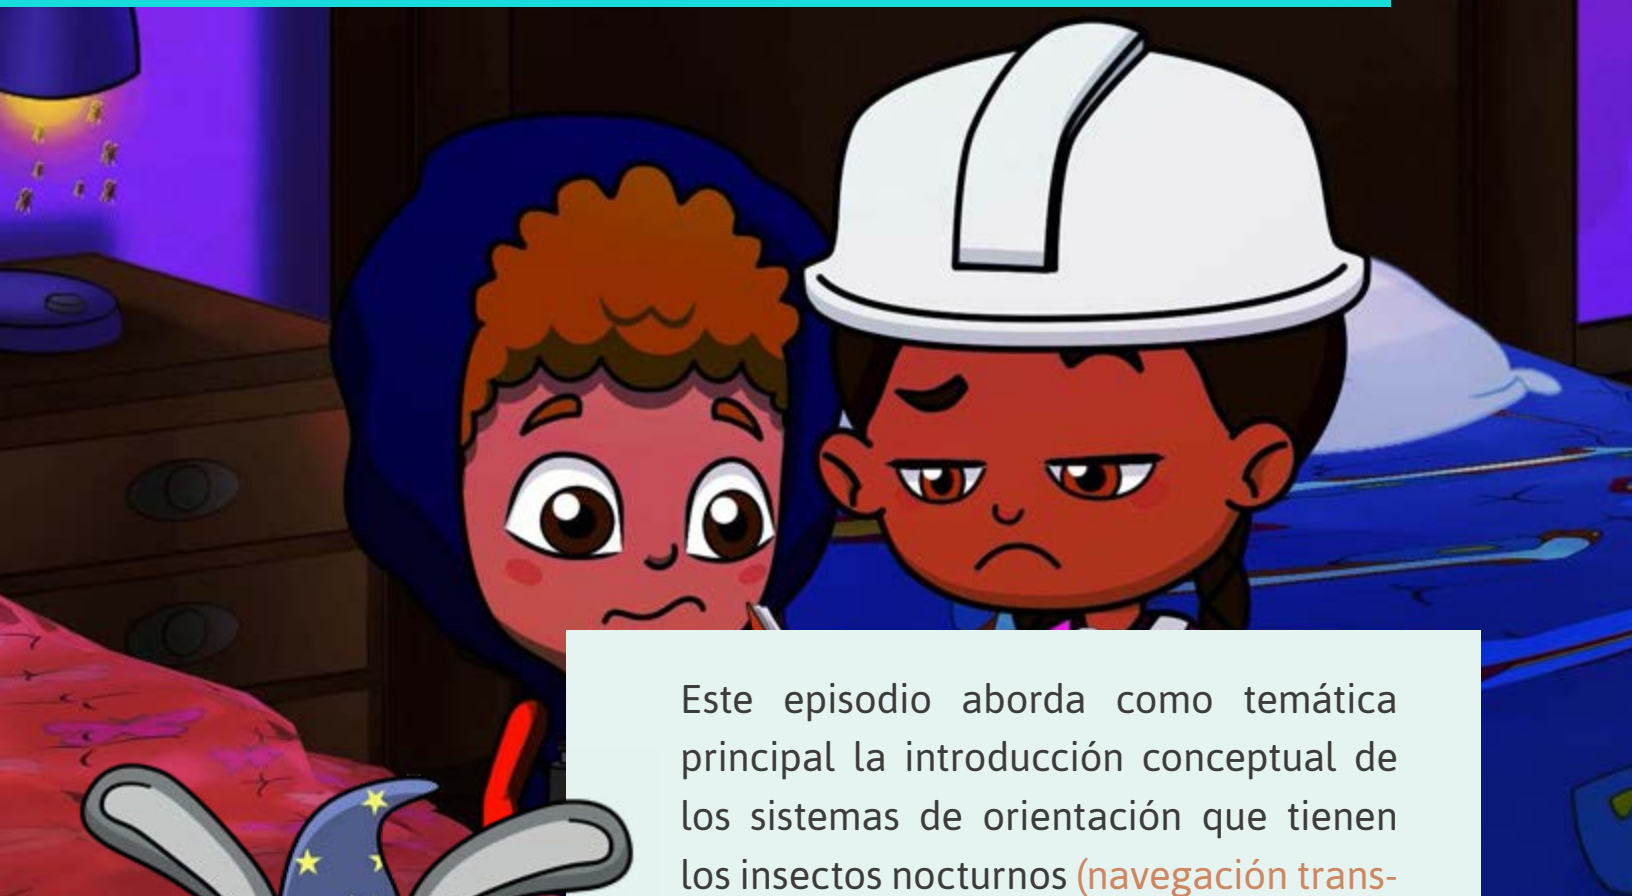 Este episodio aborda como temática
principal la introducción conceptual de
los sistemas de orientación que tienen
los insectos nocturnos (navegación trans-